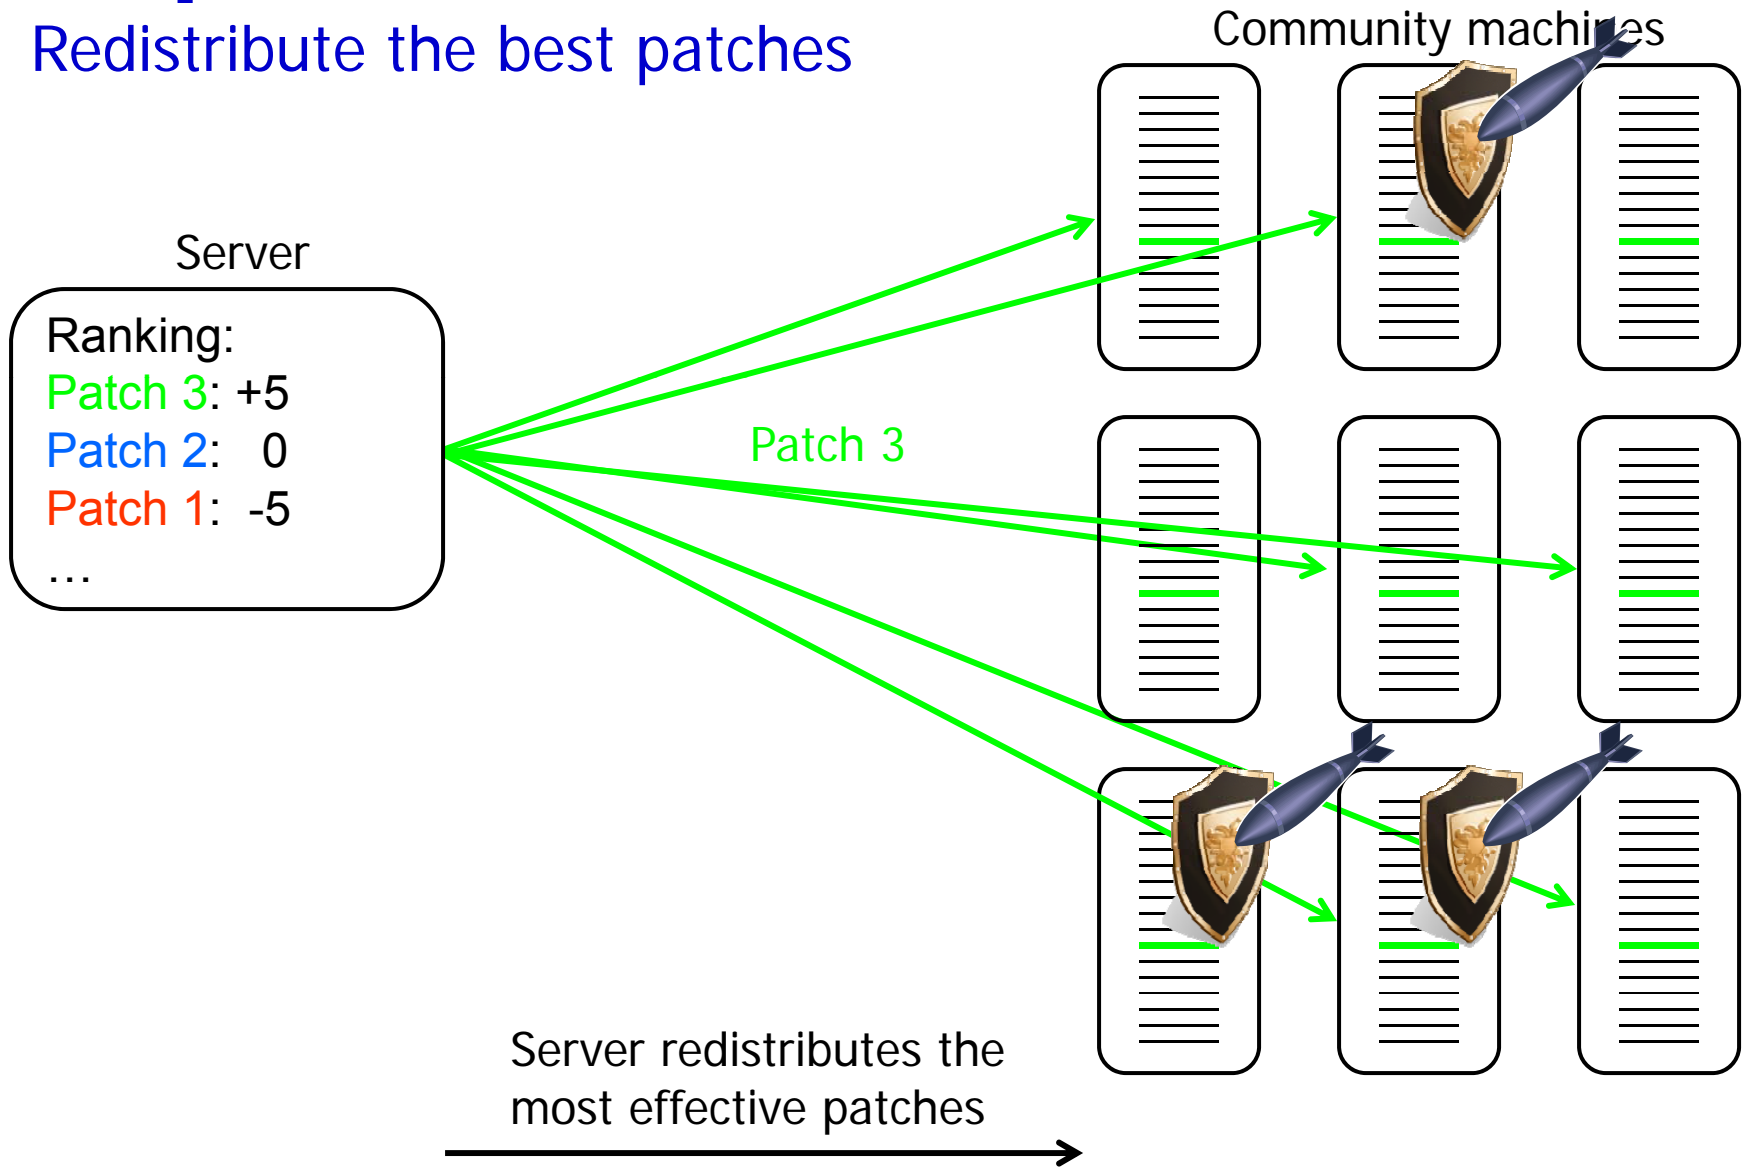 Redistribute the best patches
Community machines
Server
Ranking:
Patch 3: +5
Patch 2: 0
Patch 1: -5
…
Patch 3
Server redistributes the
most effective patches